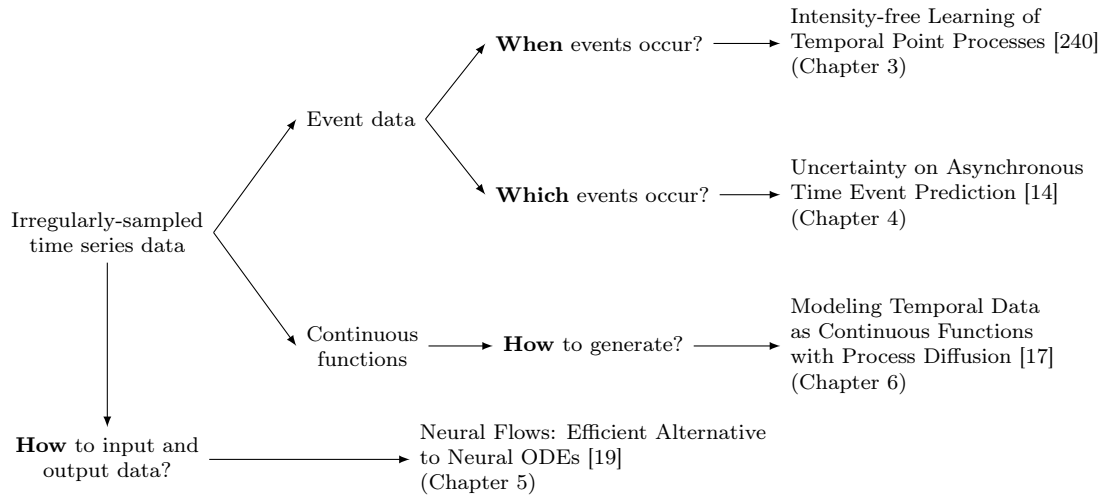 Irregularly-sampled
time series data
Event data
When events occur?
Intensity-free Learning of
Temporal Point Processes [240]
(Chapter 3)
Which events occur?
Uncertainty on Asynchronous
Time Event Prediction [14]
(Chapter 4)
Continuous
functions
How to generate?
Modeling Temporal Data
as Continuous Functions
with Process Diffusion [17]
(Chapter 6)
How to input and
output data?
Neural Flows: Efficient Alternative
to Neural ODEs [19]
(Chapter 5)